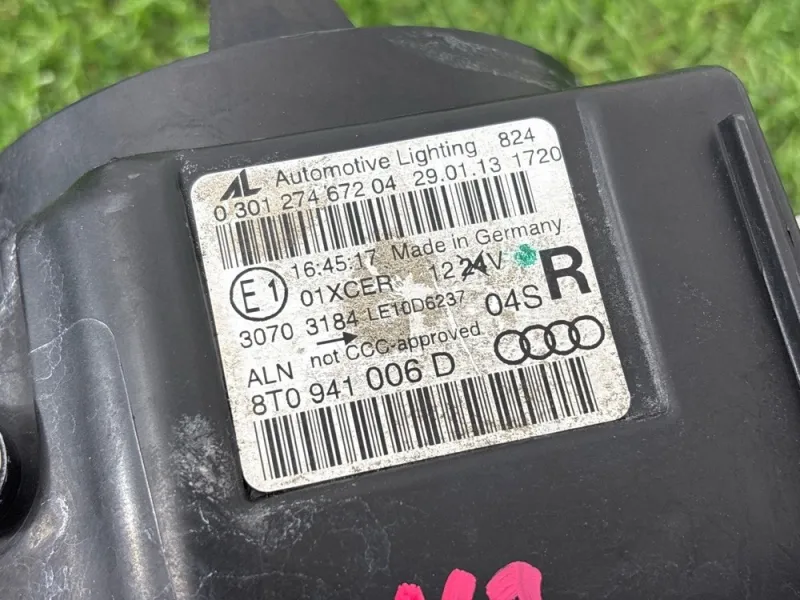 AL Automotive Lighting 824
0 301 274 672 04 29.01.13 1720
16:45:17 Made in Germany
E1 01XCER 12 24V R
3070 3184 LE10D6237 04S
not CCC-approved
ALN
8T0 941 006 D